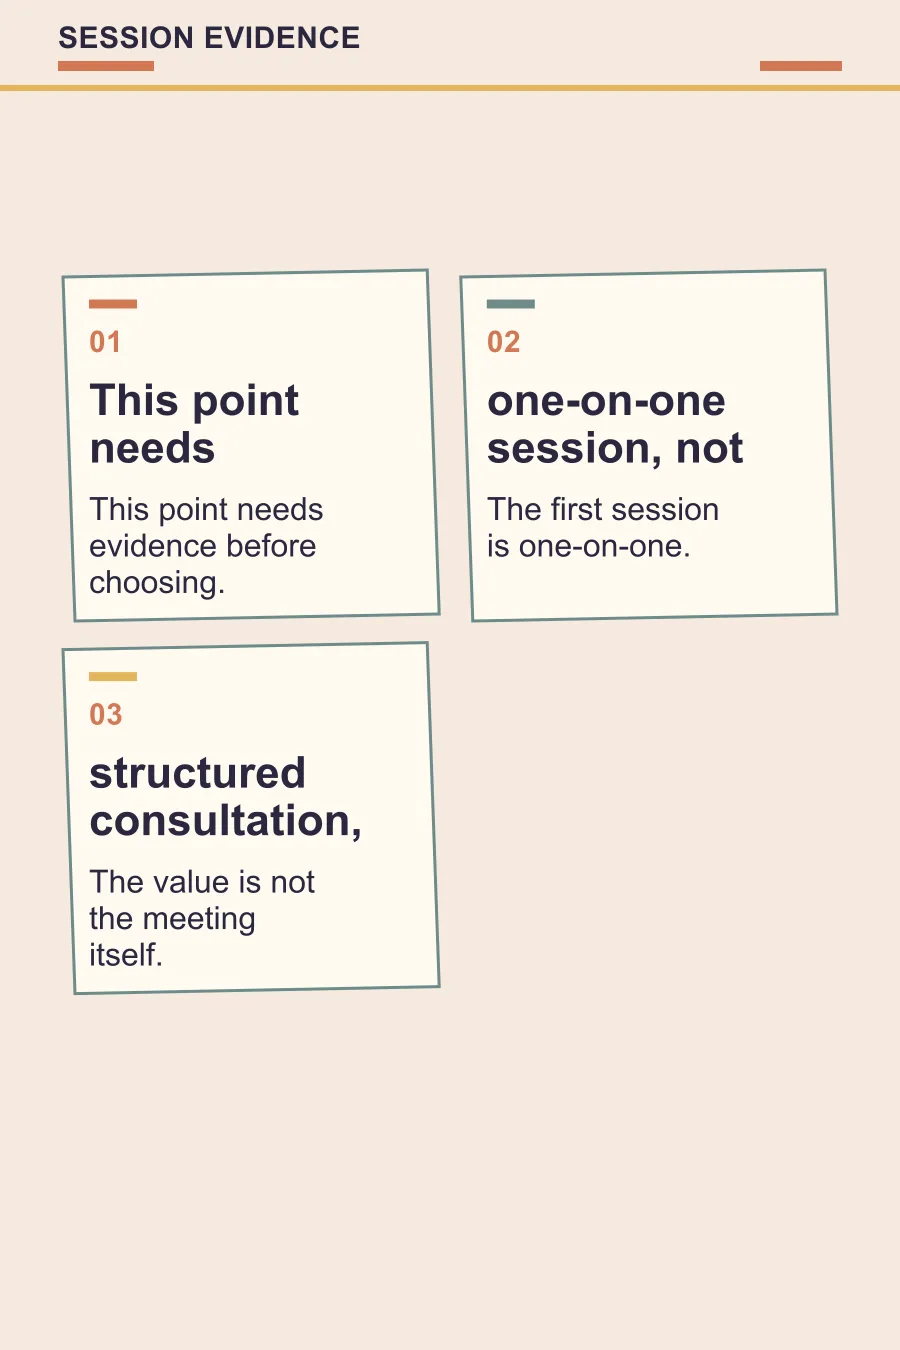 SESSION EVIDENCE
01
This point
needs
This point needs
evidence before
choosing.
02
one-on-one
session, not
The first session
is one-on-one.
03
structured
consultation,
The value is not
the meeting
itself.